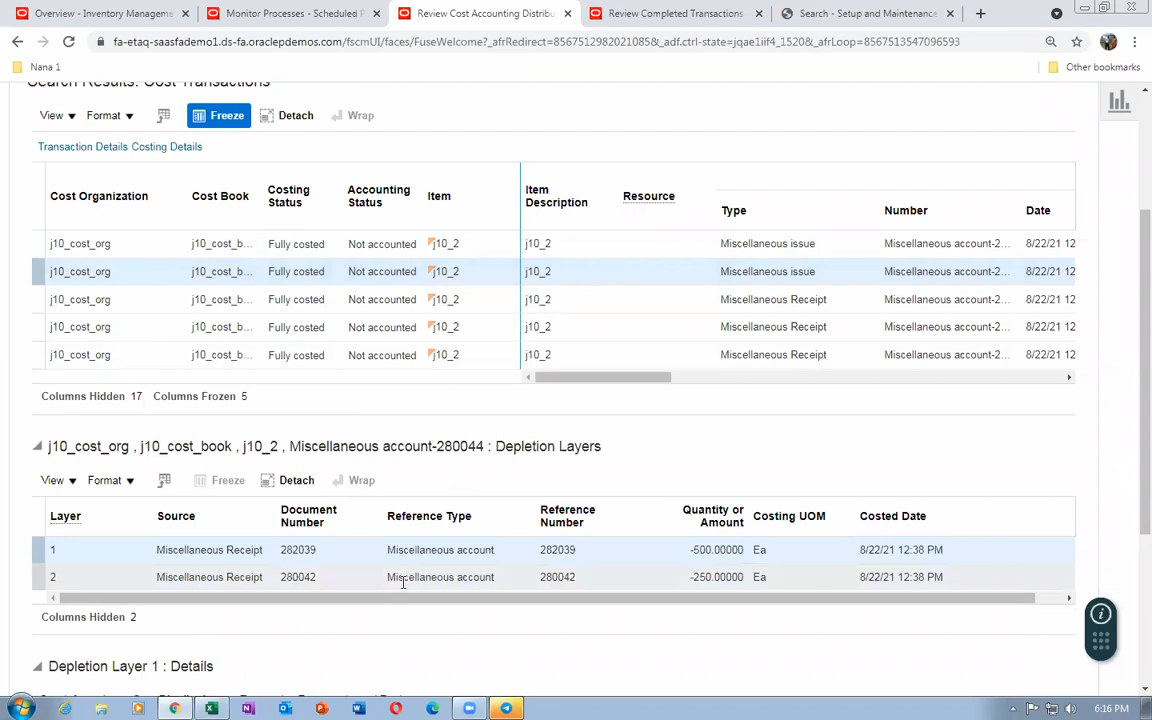 Overview - Inventory Manageme
Monitor Processes - Scheduled P
Review Cost Accounting Distribu
Review Completed Transactions
Search - Setup and Maintenance
fa-etaq-saasfademo1.ds-fa.oraclepdemos.com/fscmUI/faces/FuseWelcome?_afrRedirect=8567512982021085&_adf.ctrl-state=jqae1iif4_1520&_afrLoop=8567513547096593
Nana 1
Other bookmarks
Search Results: Cost Transactions
View Format Freeze Detach Wrap
Transaction Details Costing Details
Cost Organization Cost Book Costing Status Accounting Status Item Item Description Resource Type Number Date
j10_cost_org j10_cost_b... Fully costed Not accounted j10_2 j10_2 Miscellaneous issue Miscellaneous account-2... 8/22/21 12
j10_cost_org j10_cost_b... Fully costed Not accounted j10_2 j10_2 Miscellaneous issue Miscellaneous account-2... 8/22/21 12
j10_cost_org j10_cost_b... Fully costed Not accounted j10_2 j10_2 Miscellaneous Receipt Miscellaneous account-2... 8/22/21 12
j10_cost_org j10_cost_b... Fully costed Not accounted j10_2 j10_2 Miscellaneous Receipt Miscellaneous account-2... 8/22/21 12
j10_cost_org j10_cost_b... Fully costed Not accounted j10_2 j10_2 Miscellaneous Receipt Miscellaneous account-2... 8/22/21 12
Columns Hidden 17 Columns Frozen 5
j10_cost_org , j10_cost_book , j10_2 , Miscellaneous account-280044 : Depletion Layers
View Format Freeze Detach Wrap
Layer Source Document Number Reference Type Reference Number Quantity or Amount Costing UOM Costed Date
1 Miscellaneous Receipt 282039 Miscellaneous account 282039 -500.00000 Ea 8/22/21 12:38 PM
2 Miscellaneous Receipt 280042 Miscellaneous account 280042 -250.00000 Ea 8/22/21 12:38 PM
Columns Hidden 2
Depletion Layer 1 : Details
6:16 PM